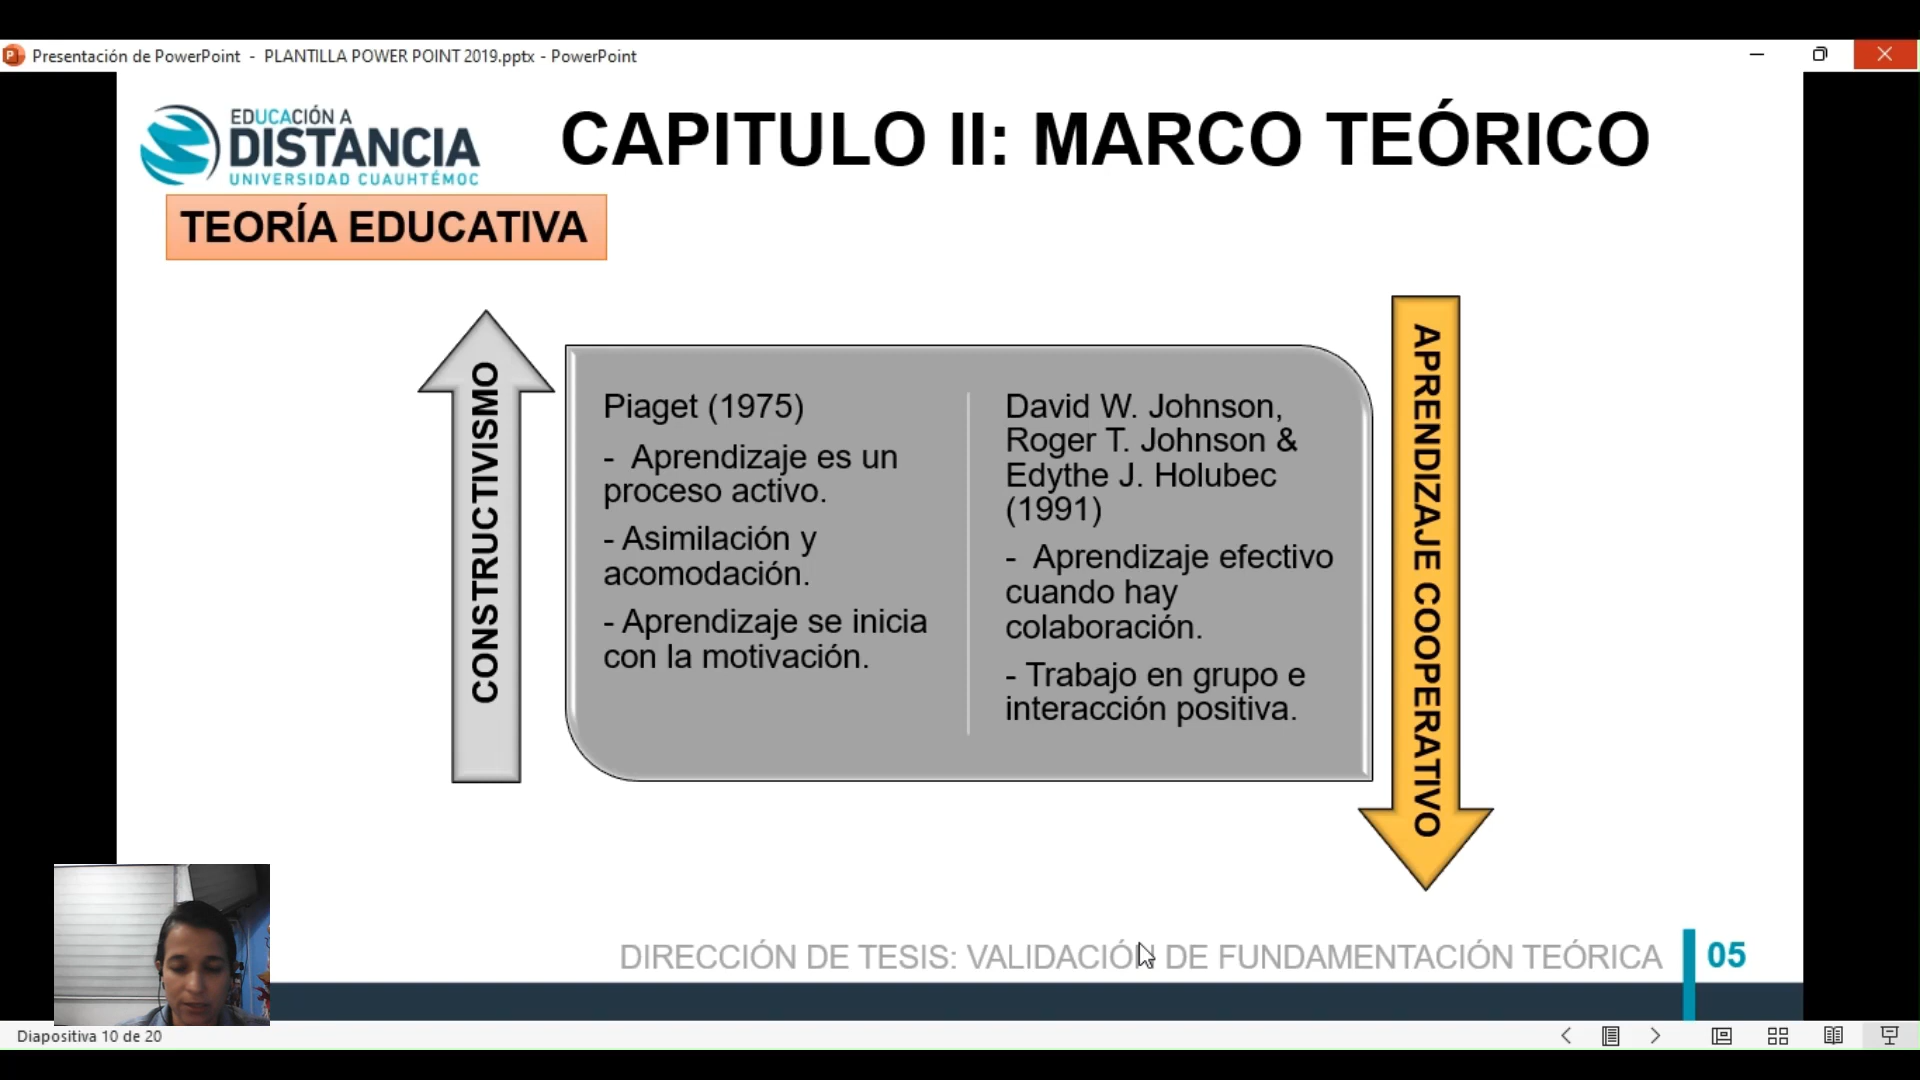 Presentación de PowerPoint - PLANTILLA POWER POINT 2019.pptx - PowerPoint
EDUCACIÓN A
DISTANCIA
UNIVERSIDAD CUAUHTÉMOC
CAPITULO II: MARCO TEÓRICO
TEORÍA EDUCATIVA
CONSTRUCTIVISMO
Piaget (1975)
- Aprendizaje es un
proceso activo.
- Asimilación y
acomodación.
- Aprendizaje se inicia
con la motivación.
David W. Johnson,
Roger T. Johnson &
Edythe J. Holubec
(1991)
- Aprendizaje efectivo
cuando hay
colaboración.
- Trabajo en grupo e
interacción positiva.
APRENDIZAJE COOPERATIVO
DIRECCIÓN DE TESIS: VALIDACIÓN DE FUNDAMENTACIÓN TEÓRICA
05
Diapositiva 10 de 20